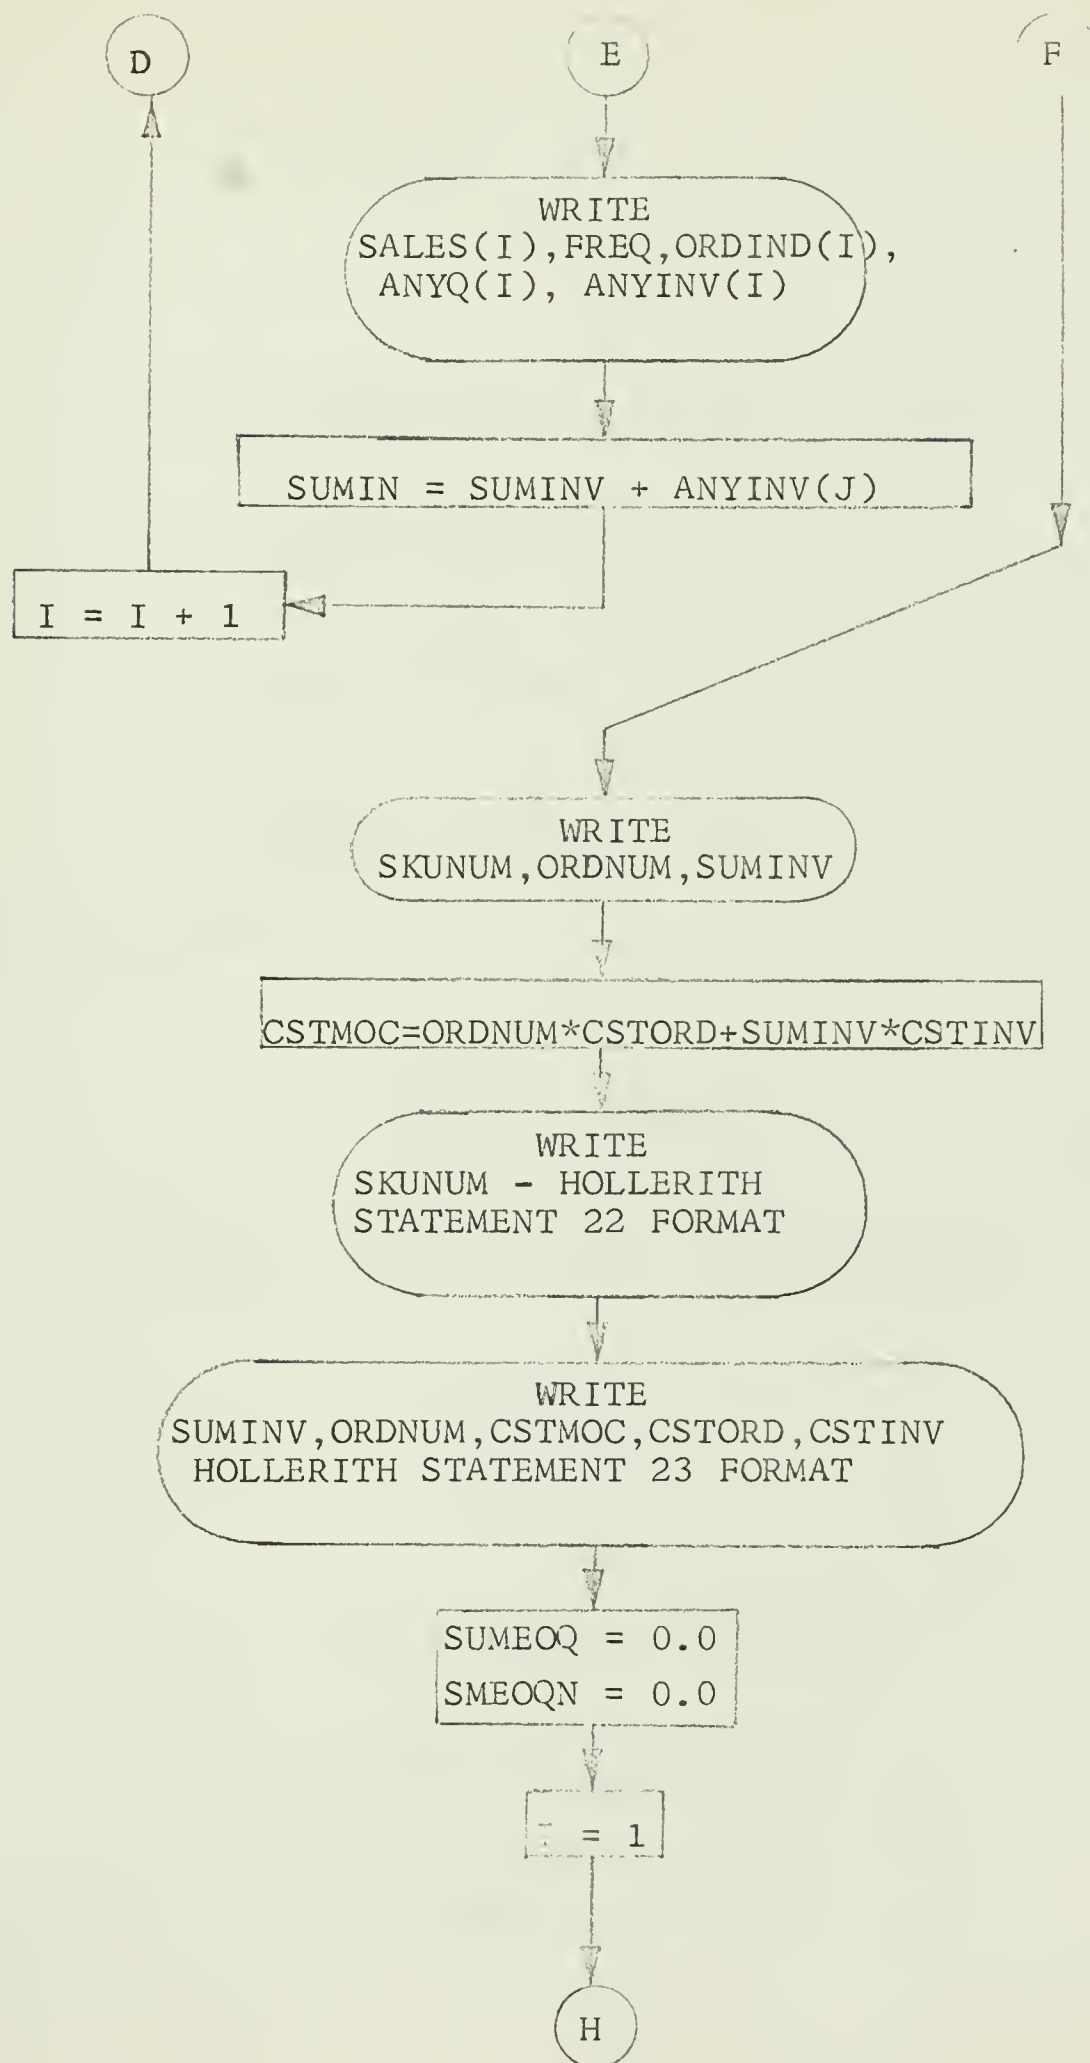 D
E
F
WRITE
SALES(I),FREQ,ORDIND(I),
ANYQ(I), ANYINV(I)
SUMIN = SUMINV + ANYINV(J)
I = I + 1
WRITE
SKUNUM,ORDNUM,SUMINV
CSTMOC=ORDNUM*CSTORD+SUMINV*CSTINV
WRITE
SKUNUM - HOLLERITH
STATEMENT 22 FORMAT
WRITE
SUMINV,ORDNUM,CSTMOC,CSTORD,CSTINV
HOLLERITH STATEMENT 23 FORMAT
SUMEOQ = 0.0
SMEOQN = 0.0
= 1
H